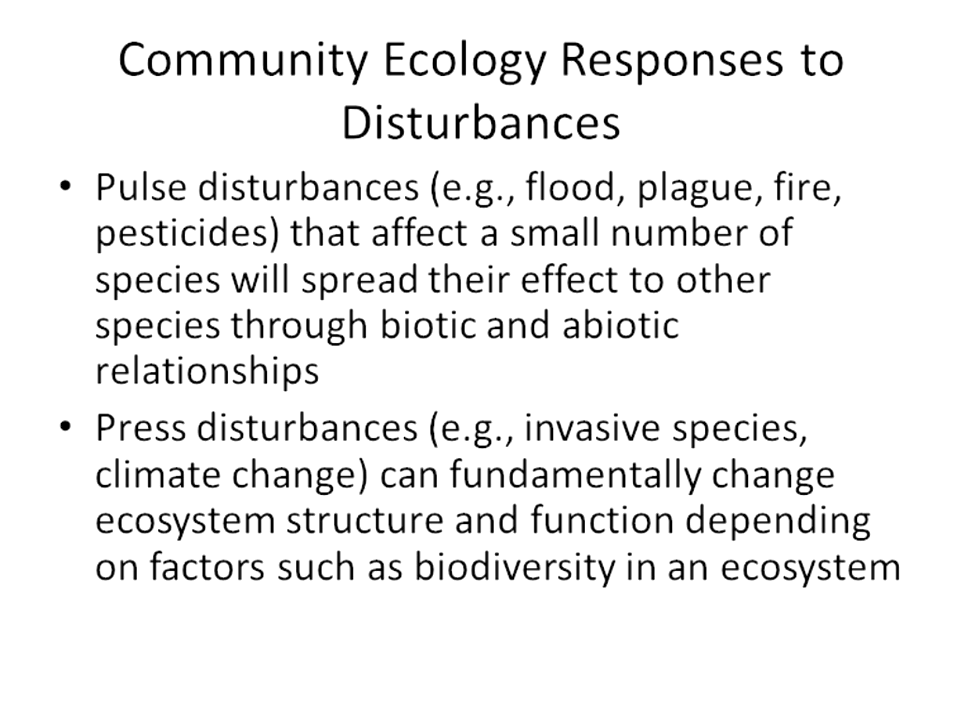 Community Ecology Responses to
Disturbances
• Pulse disturbances (e.g., flood, plague, fire,
pesticides) that affect a small number of
species will spread their effect to other
species through biotic and abiotic
relationships
• Press disturbances (e.g., invasive species,
climate change) can fundamentally change
ecosystem structure and function depending
on factors such as biodiversity in an ecosystem